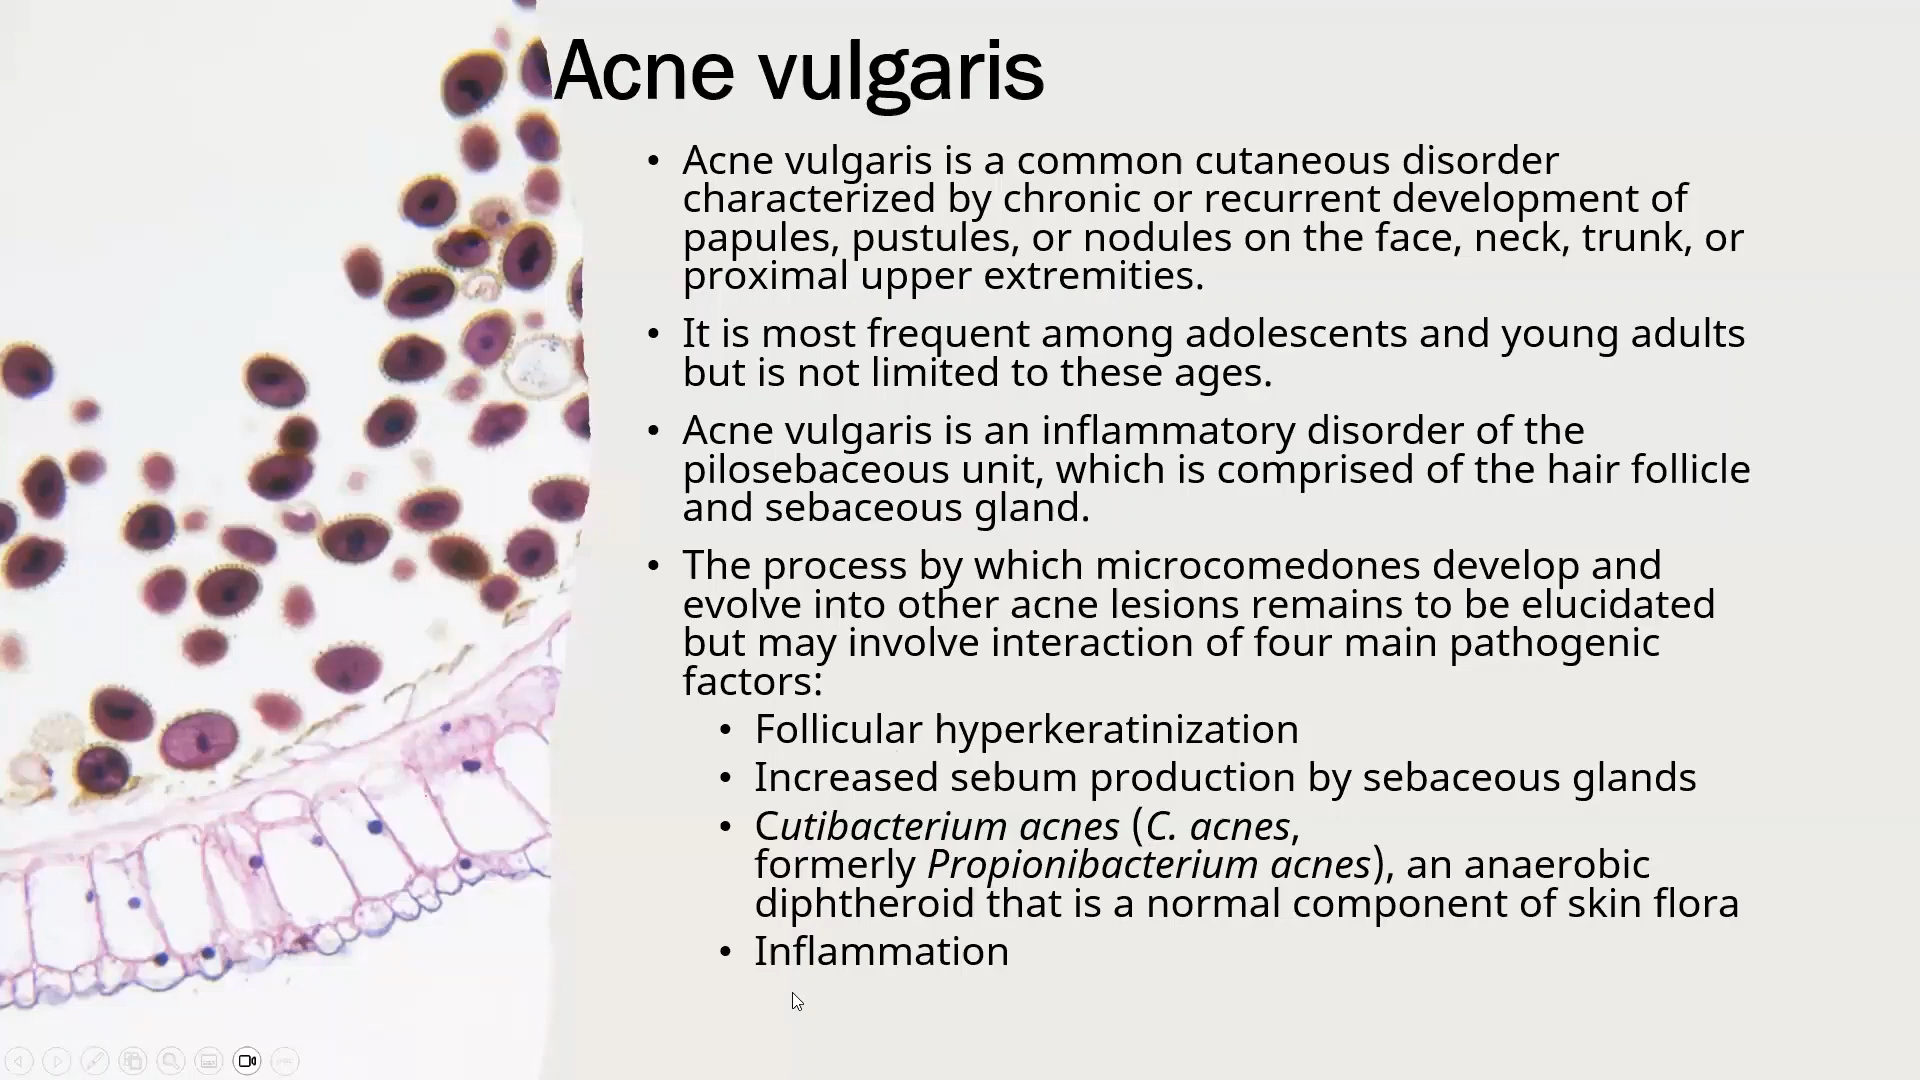 Acne vulgaris
• Acne vulgaris is a common cutaneous disorder
characterized by chronic or recurrent development of
papules, pustules, or nodules on the face, neck, trunk, or
proximal upper extremities.
• It is most frequent among adolescents and young adults
but is not limited to these ages.
• Acne vulgaris is an inflammatory disorder of the
pilosebaceous unit, which is comprised of the hair follicle
and sebaceous gland.
• The process by which microcomedones develop and
evolve into other acne lesions remains to be elucidated
but may involve interaction of four main pathogenic
factors:
• Follicular hyperkeratinization
• Increased sebum production by sebaceous glands
• Cutibacterium acnes (C. acnes,
formerly Propionibacterium acnes), an anaerobic
diphtheroid that is a normal component of skin flora
• Inflammation